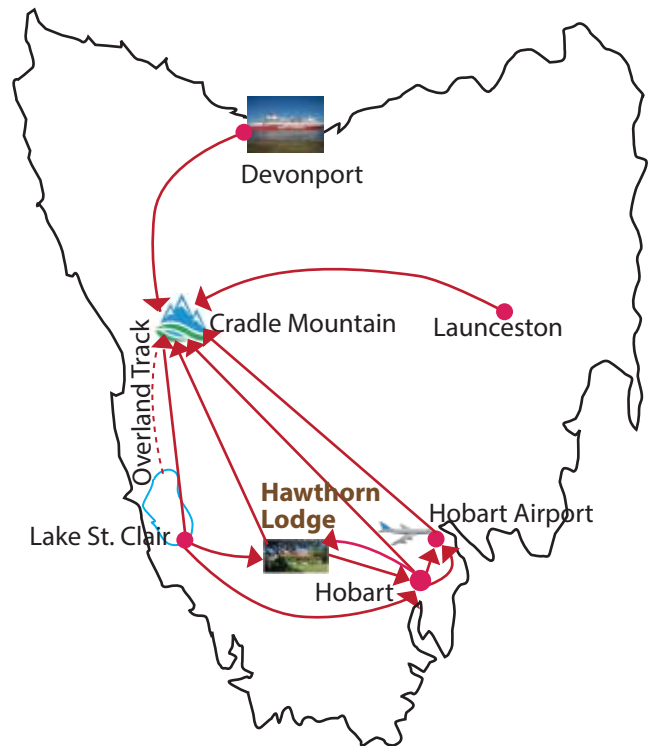 Devonport
Cradle Mountain
Launceston
Overland Track
Hawthorn
Lodge
Hobart Airport
Lake St. Clair
Hobart